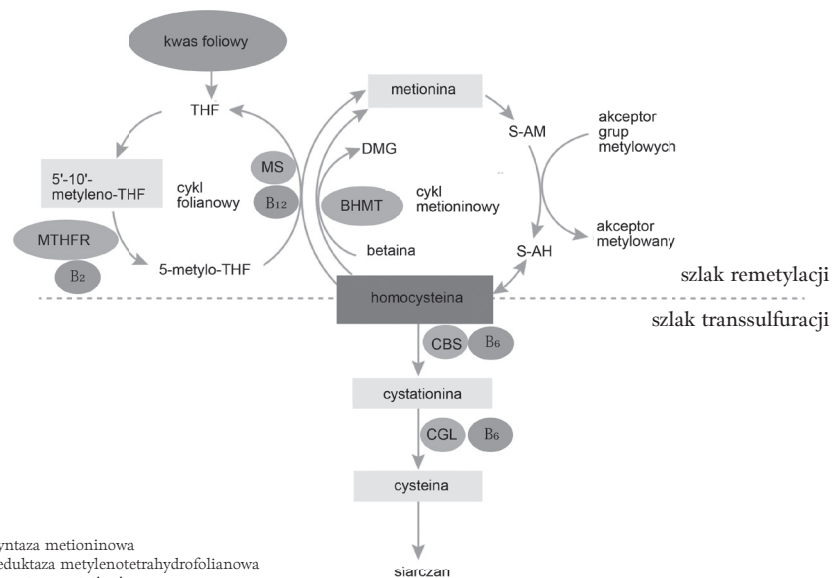 kwas foliowy
THF
5'-10'-
metyleno-THF
cykl
folianowy
MTHFR
B2
5-metylo-THF
MS
B12
metionina
DMG
BHMT
cykl
metioninowy
betaina
S-AM
akceptor
grup
metylowych
S-AH
akceptor
metylowany
szlak remetylacji
homocysteina
szlak transsulfuracji
CBS
B6
cystationina
CGL
B6
cysteina
siarczan
yntaza metioninowa
eduktaza metylenotetrahydrofolianowa